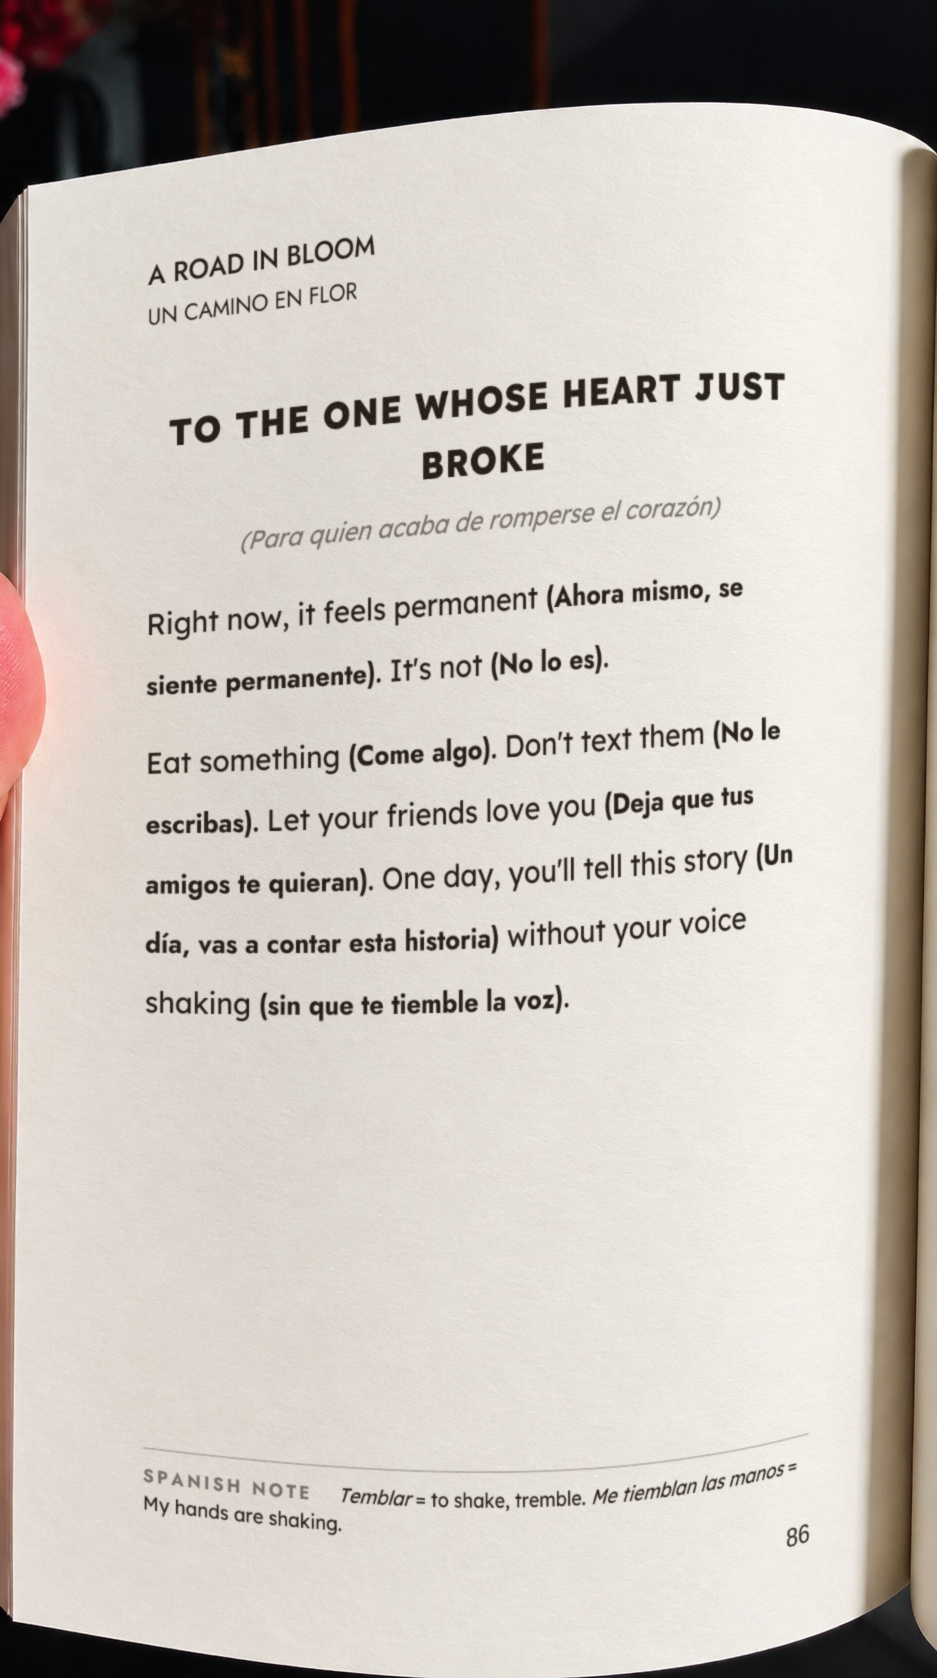 A ROAD IN BLOOM
UN CAMINO EN FLOR
TO THE ONE WHOSE HEART JUST
BROKE
(Para quien acaba de romperse el corazón)
Right now, it feels permanent (Ahora mismo, se
siente permanente). It's not (No lo es).
Eat something (Come algo). Don't text them (No le
escribas). Let your friends love you (Deja que tus
amigos te quieran). One day, you'll tell this story (Un
día, vas a contar esta historia) without your voice
shaking (sin que te tiemble la voz).
SPANISH NOTE Temblar = to shake, tremble. Me tiemblan las manos =
My hands are shaking.
86